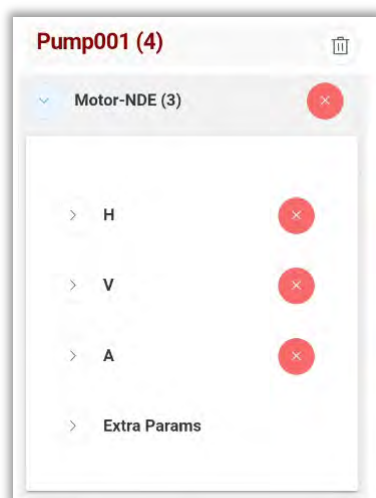 Pump001 (4)
Motor-NDE (3)
H
V
A
Extra Params